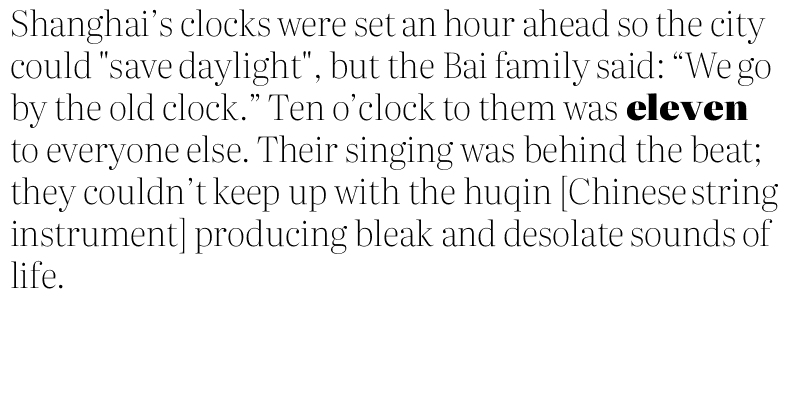 Shanghai’s clocks were set an hour ahead so the city
could "save daylight", but the Bai family said: “We go
by the old clock.” Ten o’clock to them was eleven
to everyone else. Their singing was behind the beat;
they couldn’t keep up with the huqin [Chinese string
instrument] producing bleak and desolate sounds of
life.